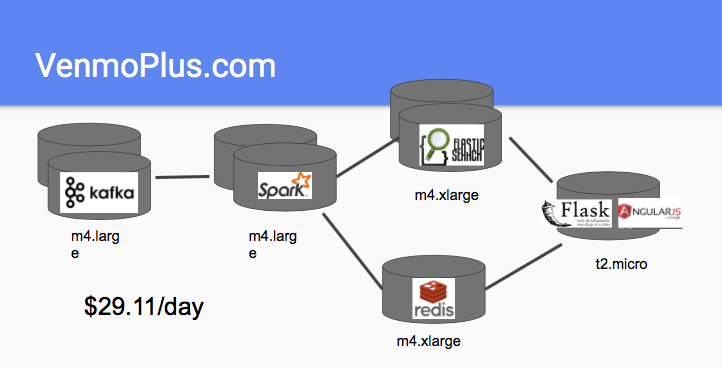 VenmoPlus.com
kafka
m4.larg
e
Spark
m4.larg
e
ELASTIC
SEARCH
m4.xlarge
redis
m4.xlarge
Flask
web development,
one drop at a time
ANGULARJS
by Google
t2.micro
$29.11/day